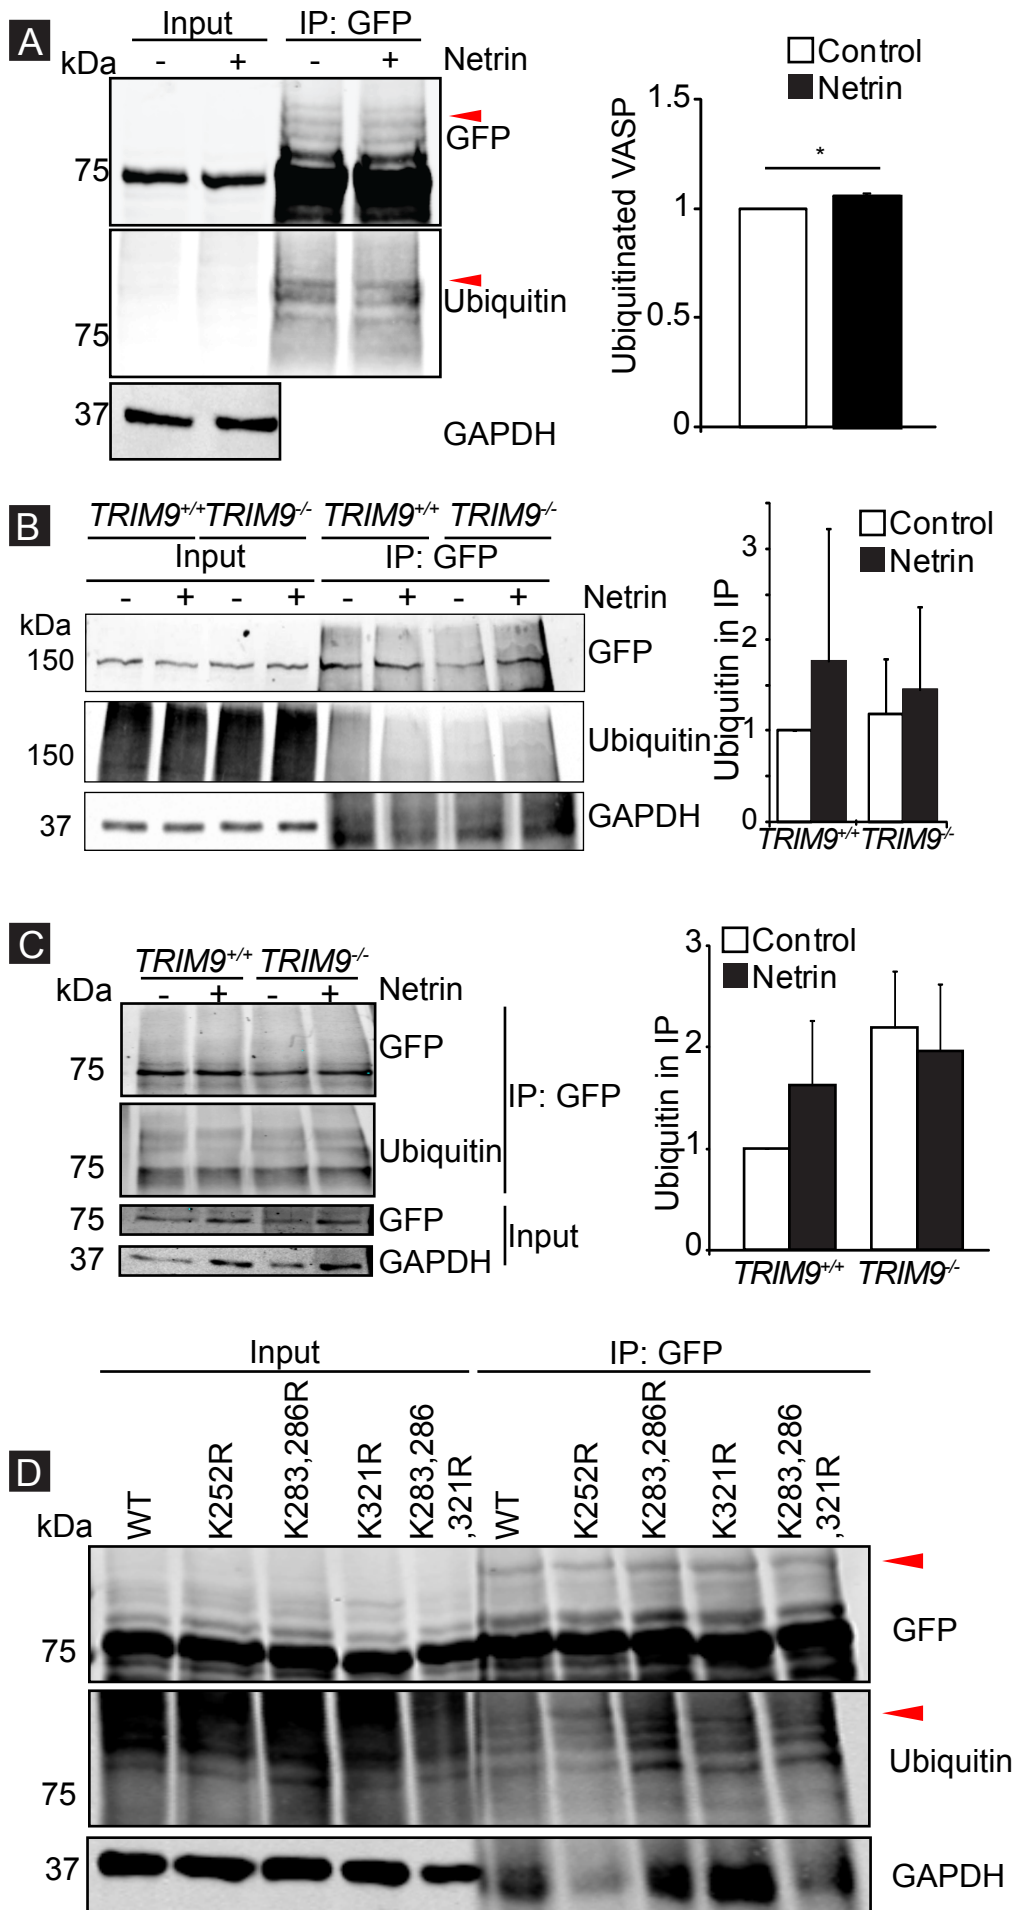 A
Input IP: GFP
kDa - + - + Netrin
GFP
75
Ubiquitin
75
37
GAPDH
Control
Netrin
Ubiquitinated VASP
1.5
*
1
0.5
0
B
TRIM9+/+ TRIM9-/- TRIM9+/+ TRIM9-/-
Input IP: GFP
- + - + - + - + Netrin
kDa
150 GFP
150 Ubiquitin
37 GAPDH
Control
Netrin
Ubiquitin in IP
3
2
1
0
TRIM9+/+ TRIM9-/-
C
TRIM9+/+ TRIM9-/-
kDa - + - + Netrin
GFP
75
IP: GFP
Ubiquitin
75
75 GFP
Input
37 GAPDH
Control
Netrin
Ubiquitin in IP
3
2
1
0
TRIM9+/+ TRIM9-/-
D
Input IP: GFP
WT K252R K283,286R K321R K283,286 ,321R WT K252R K283,286R K321R K283,286 ,321R
kDa
GFP
75
Ubiquitin
75
37 GAPDH